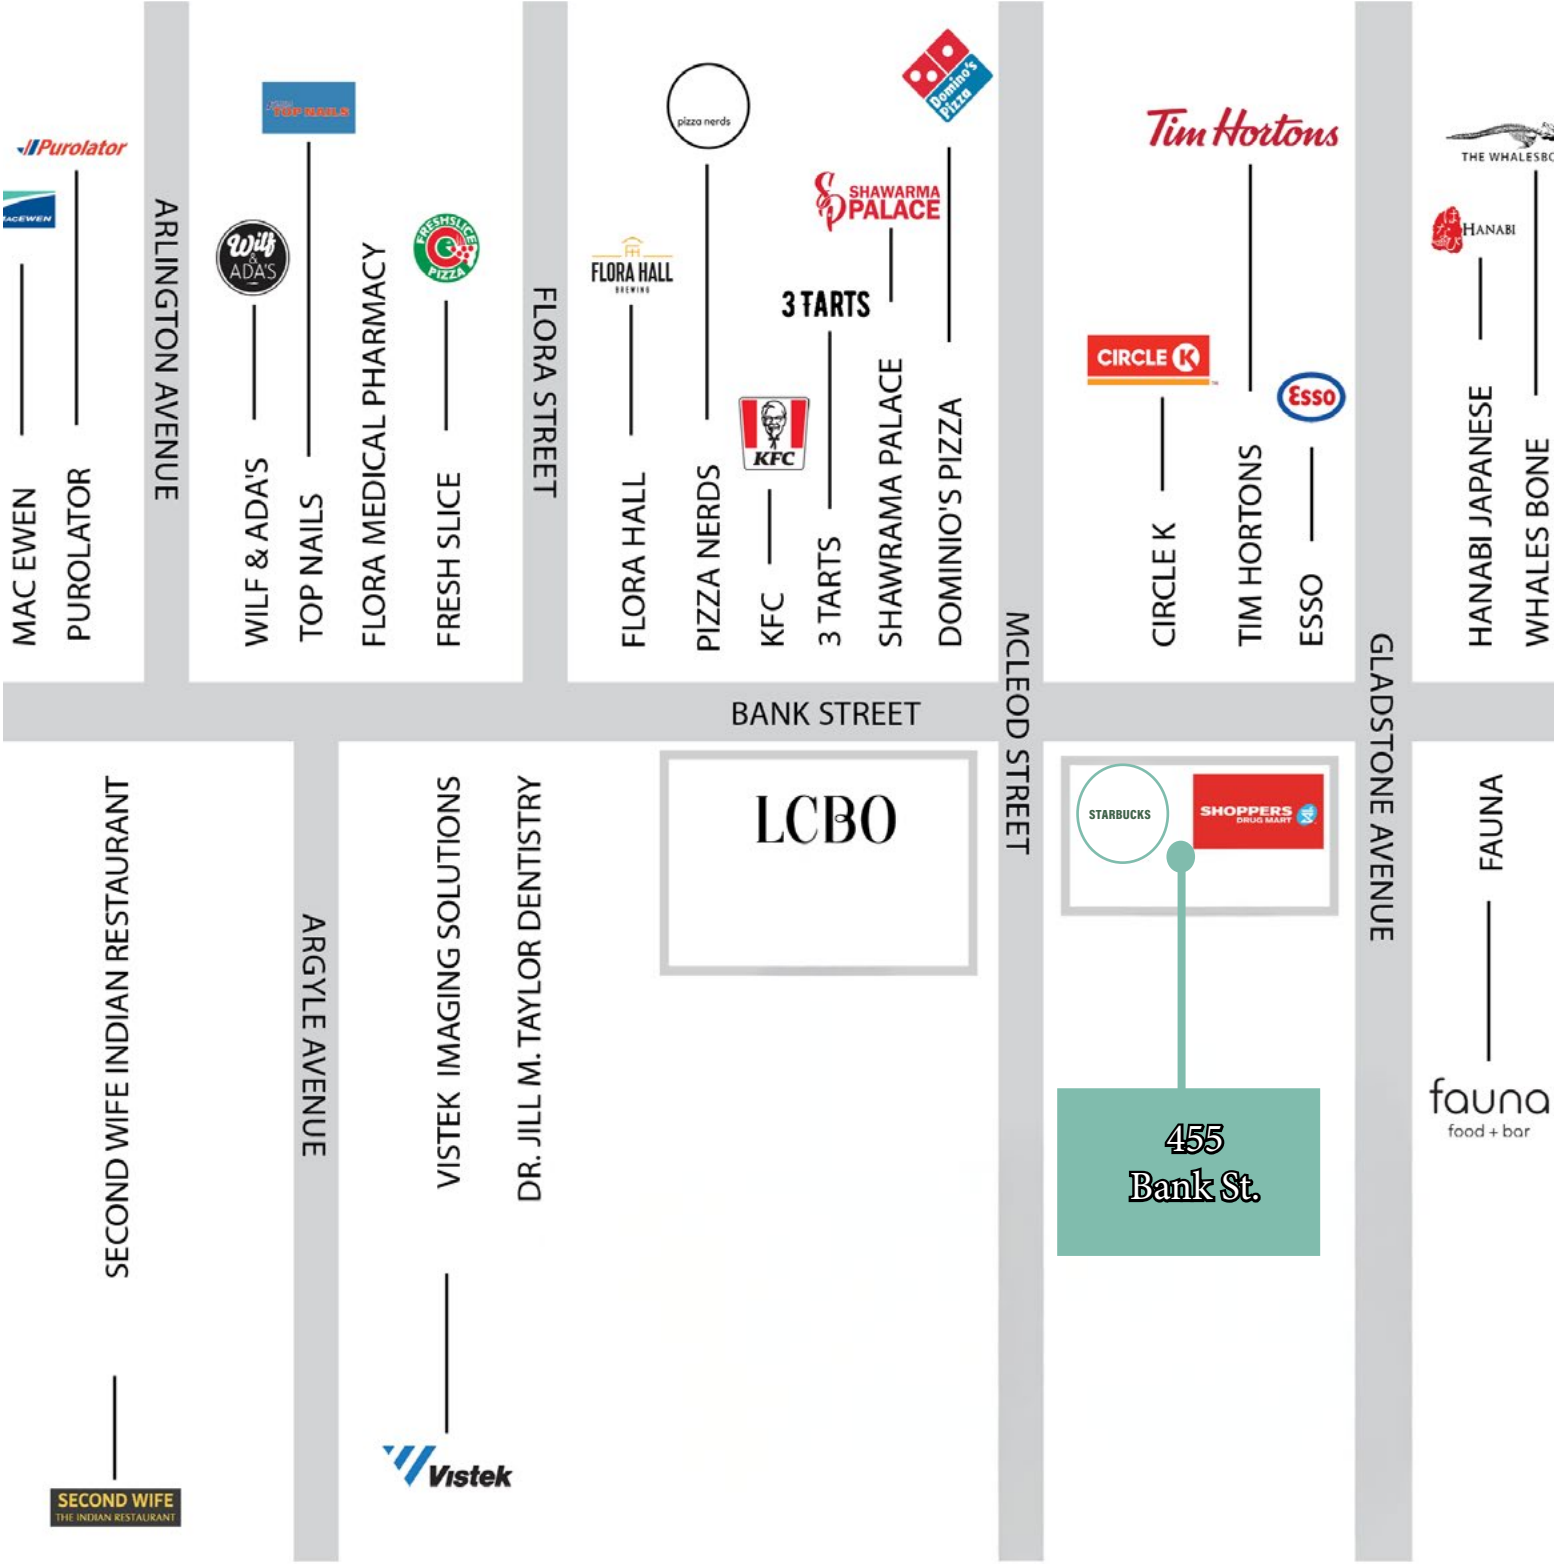 Purolator
MACEWEN
MAC EWEN
PUROLATOR
ARLINGTON AVENUE
TOP NAILS
Wilf
&
ADA'S
WILF & ADA'S
TOP NAILS
FLORA MEDICAL PHARMACY
FRESHSLICE
PIZZA
FRESH SLICE
FLORA STREET
FLORA HALL
BREWING
FLORA HALL
pizza nerds
PIZZA NERDS
KFC
KFC
3 TARTS
3 TARTS
SHAWARMA
PALACE
SHAWRAMA PALACE
Domino's
Pizza
DOMINIO'S PIZZA
MCLEOD STREET
Tim Hortons
CIRCLE K
Esso
CIRCLE K
TIM HORTONS
ESSO
GLADSTONE AVENUE
THE WHALESBO
はなび
HANABI
HANABI JAPANESE
WHALES BONE
BANK STREET
SECOND WIFE INDIAN RESTAURANT
SECOND WIFE
THE INDIAN RESTAURANT
ARGYLE AVENUE
VISTEK IMAGING SOLUTIONS
Vistek
DR. JILL M. TAYLOR DENTISTRY
LCBO
STARBUCKS
SHOPPERS
DRUG MART
455
Bank St.
FAUNA
fauna
food + bar